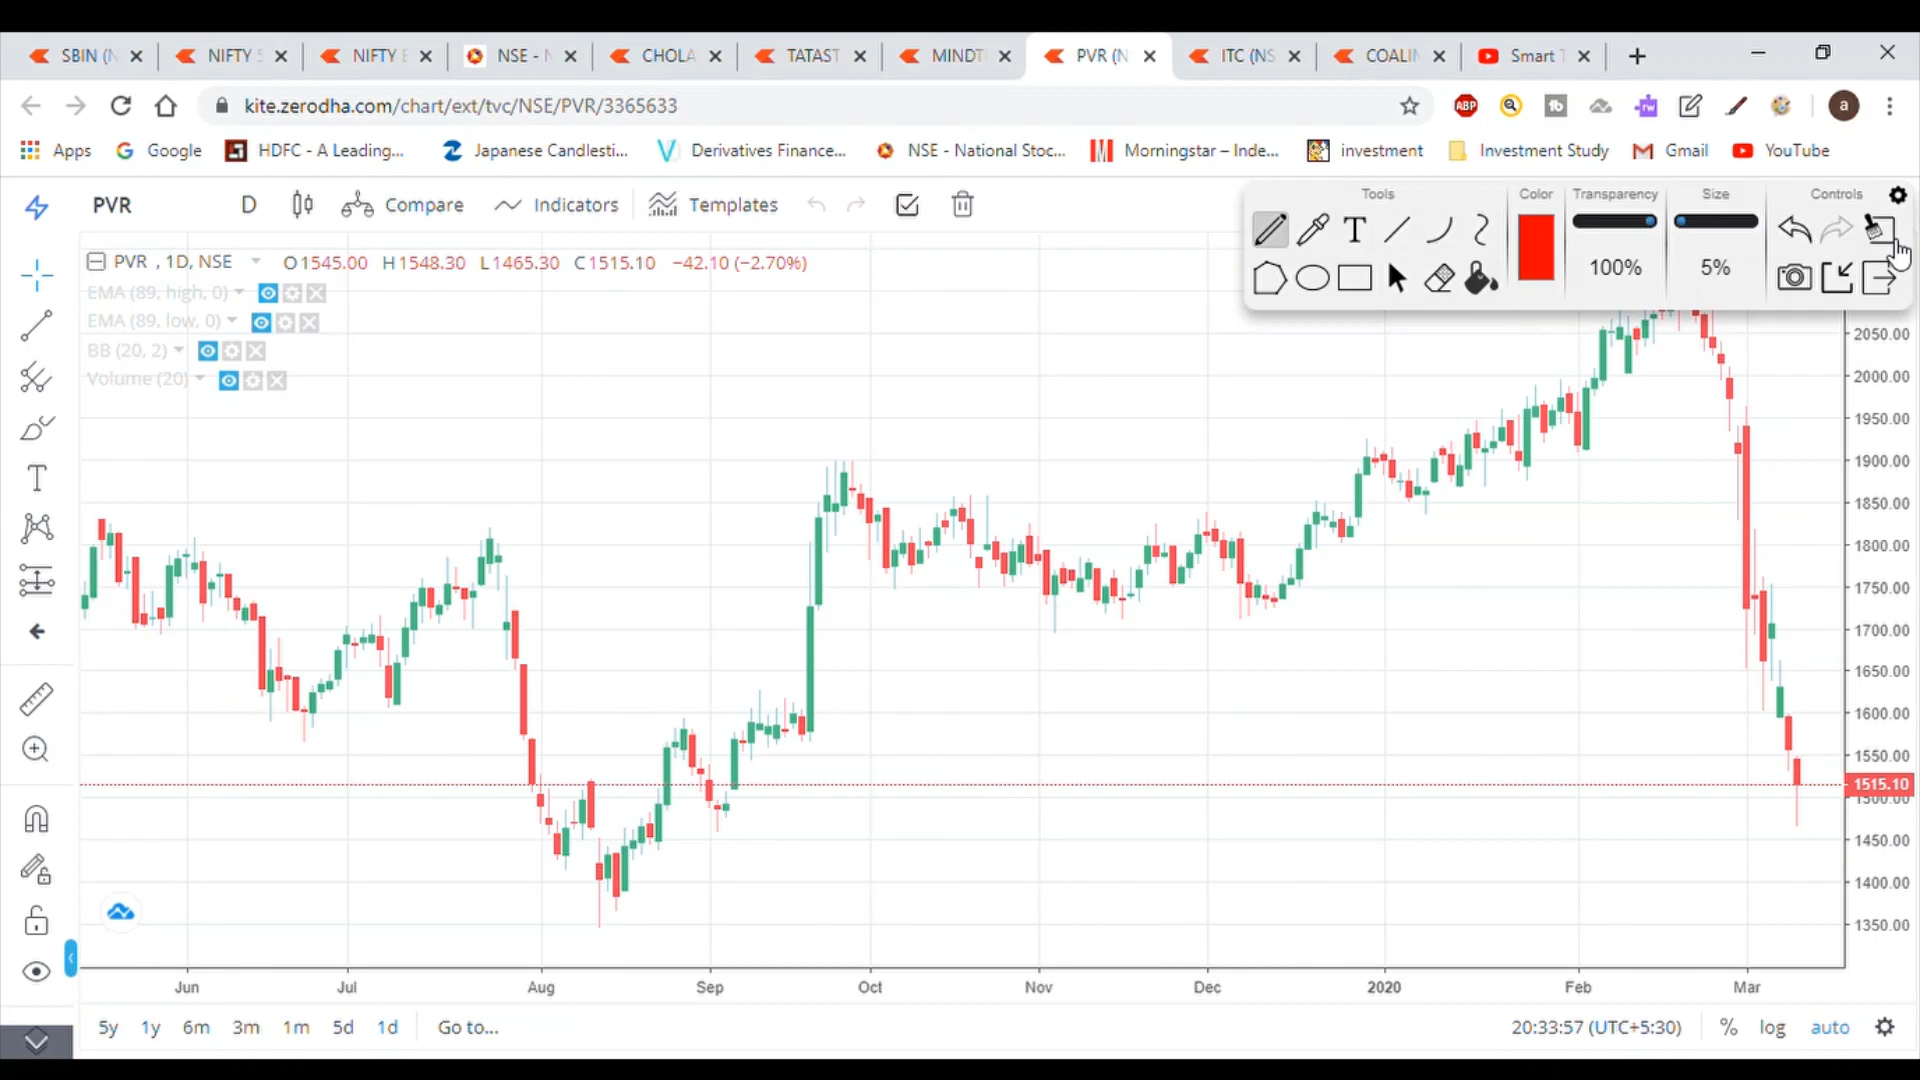 SBIN (N NIFTY 5 NIFTY B NSE - N CHOLA TATAST MINDT PVR (N ITC (NS COALIN Smart T
kite.zerodha.com/chart/ext/tvc/NSE/PVR/3365633 ABP tb rw a
Apps Google HDFC - A Leading... Japanese Candlesti... Derivatives Finance... NSE - National Stoc... Morningstar – Inde... investment Investment Study Gmail YouTube
PVR D Compare Indicators Templates
Tools Color Transparency Size Controls
T
100% 5%
PVR , 1D, NSE O1545.00 H1548.30 L1465.30 C1515.10 −42.10 (−2.70%)
EMA (89, high, 0)
EMA (89, low, 0)
BB (20, 2)
Volume (20)
2050.00
2000.00
1950.00
1900.00
1850.00
1800.00
1750.00
1700.00
1650.00
1600.00
1550.00
1515.10
1500.00
1450.00
1400.00
1350.00
Jun Jul Aug Sep Oct Nov Dec 2020 Feb Mar
5y 1y 6m 3m 1m 5d 1d Go to... 20:33:57 (UTC+5:30) % log auto